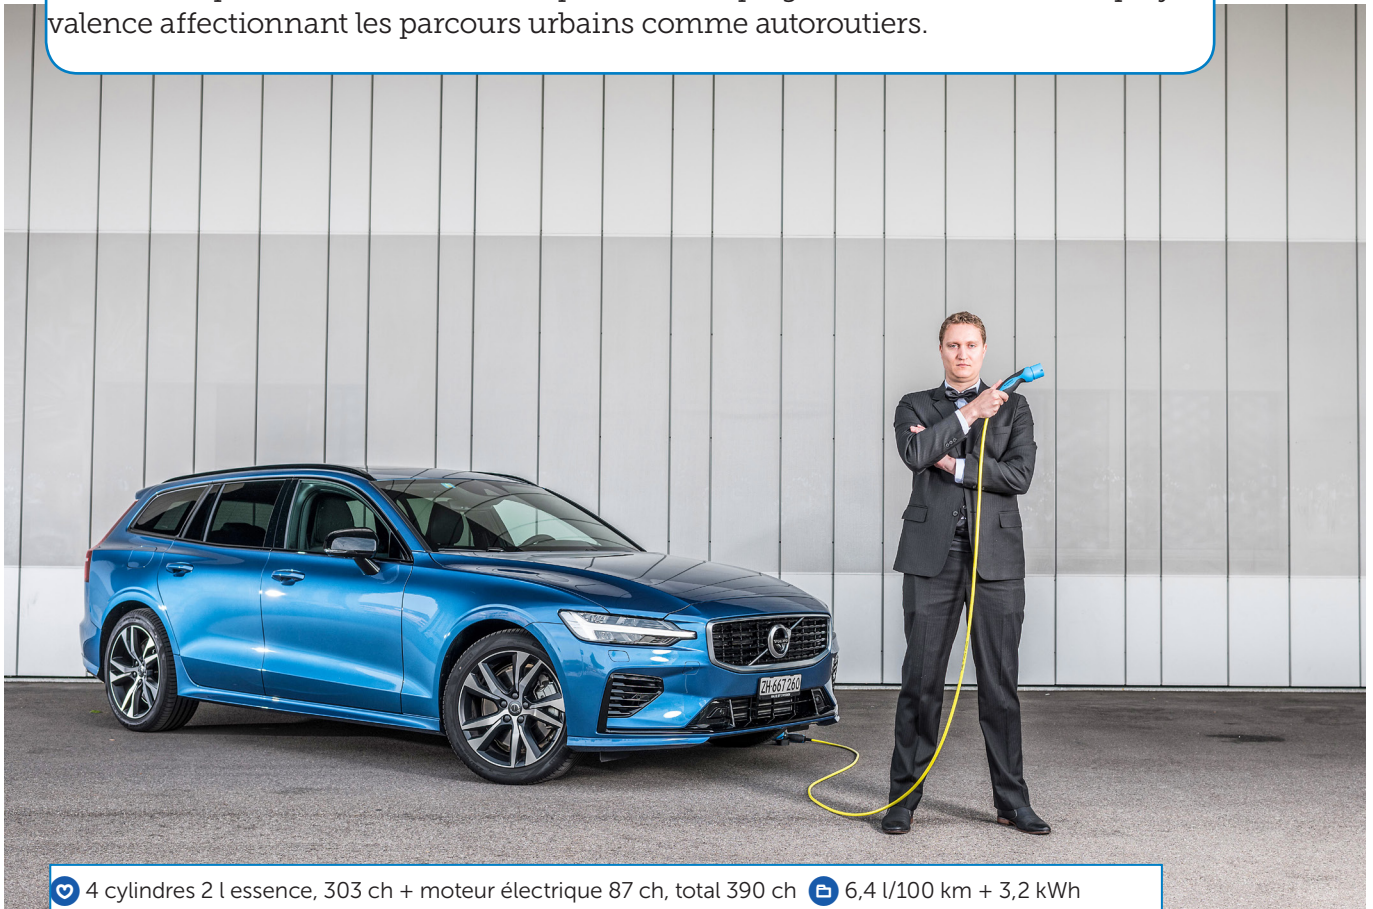 valence affectionnant les parcours urbains comme autoroutiers.
VOLVO
ZH·667260
4 cylindres 2 l essence, 303 ch + moteur électrique 87 ch, total 390 ch 6,4 l/100 km + 3,2 kWh